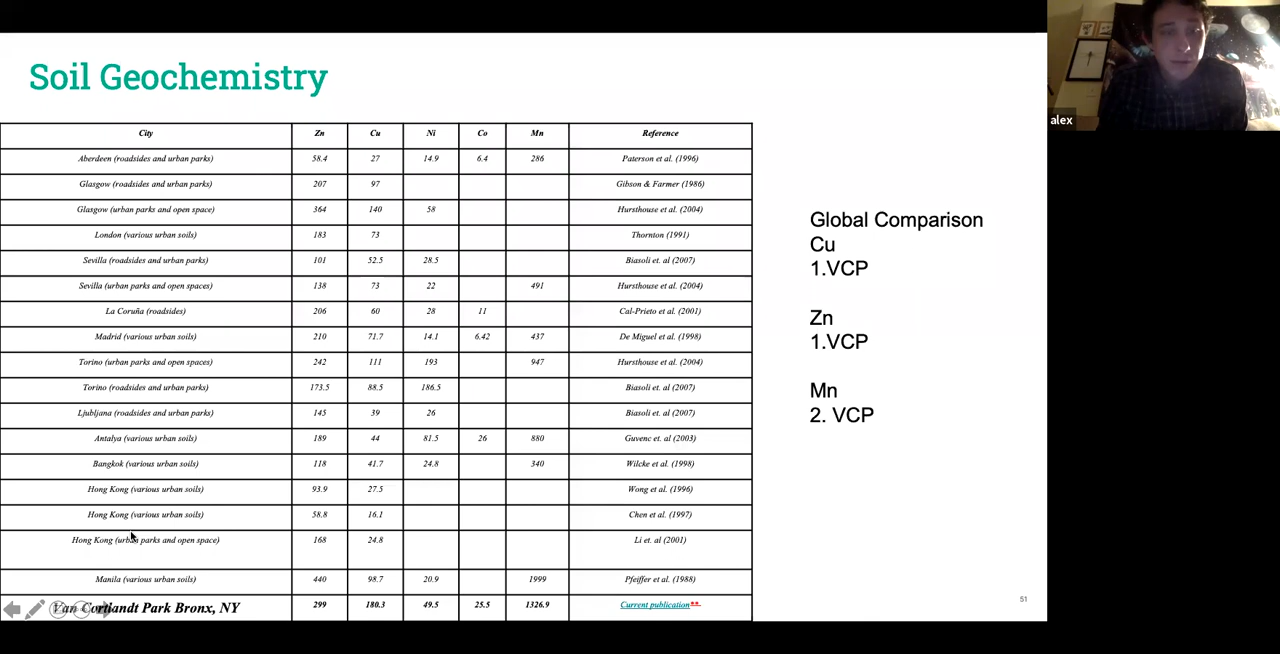 Soil Geochemistry
City Zn Cu Ni Co Mn Reference
Aberdeen (roadsides and urban parks) 58.4 27 14.9 6.4 286 Paterson et al. (1996)
Glasgow (roadsides and urban parks) 207 97 Gibson & Farmer (1986)
Glasgow (urban parks and open space) 364 140 58 Hursthouse et al. (2004)
London (various urban soils) 183 73 Thornton (1991)
Sevilla (roadsides and urban parks) 101 52.5 28.5 Biasoli et. al (2007)
Sevilla (urban parks and open spaces) 138 73 22 491 Hursthouse et al. (2004)
La Coruña (roadsides) 206 60 28 11 Cal-Prieto et al. (2001)
Madrid (various urban soils) 210 71.7 14.1 6.42 437 De Miguel et al. (1998)
Torino (urban parks and open spaces) 242 111 193 947 Hursthouse et al. (2004)
Torino (roadsides and urban parks) 173.5 88.5 186.5 Biasoli et. al (2007)
Ljubljana (roadsides and urban parks) 145 39 26 Biasoli et. al (2007)
Antalya (various urban soils) 189 44 81.5 26 880 Guvenc et. al (2003)
Bangkok (various urban soils) 118 41.7 24.8 340 Wilcke et al. (1998)
Hong Kong (various urban soils) 93.9 27.5 Wong et al. (1996)
Hong Kong (various urban soils) 58.8 16.1 Chen et al. (1997)
Hong Kong (urban parks and open space) 168 24.8 Li et. al (2001)
Manila (various urban soils) 440 98.7 20.9 1999 Pfeiffer et al. (1988)
Van Cortlandt Park Bronx, NY 299 180.3 49.5 25.5 1326.9 Current publication**
Global Comparison
Cu
1.VCP
Zn
1.VCP
Mn
2. VCP
51
alex